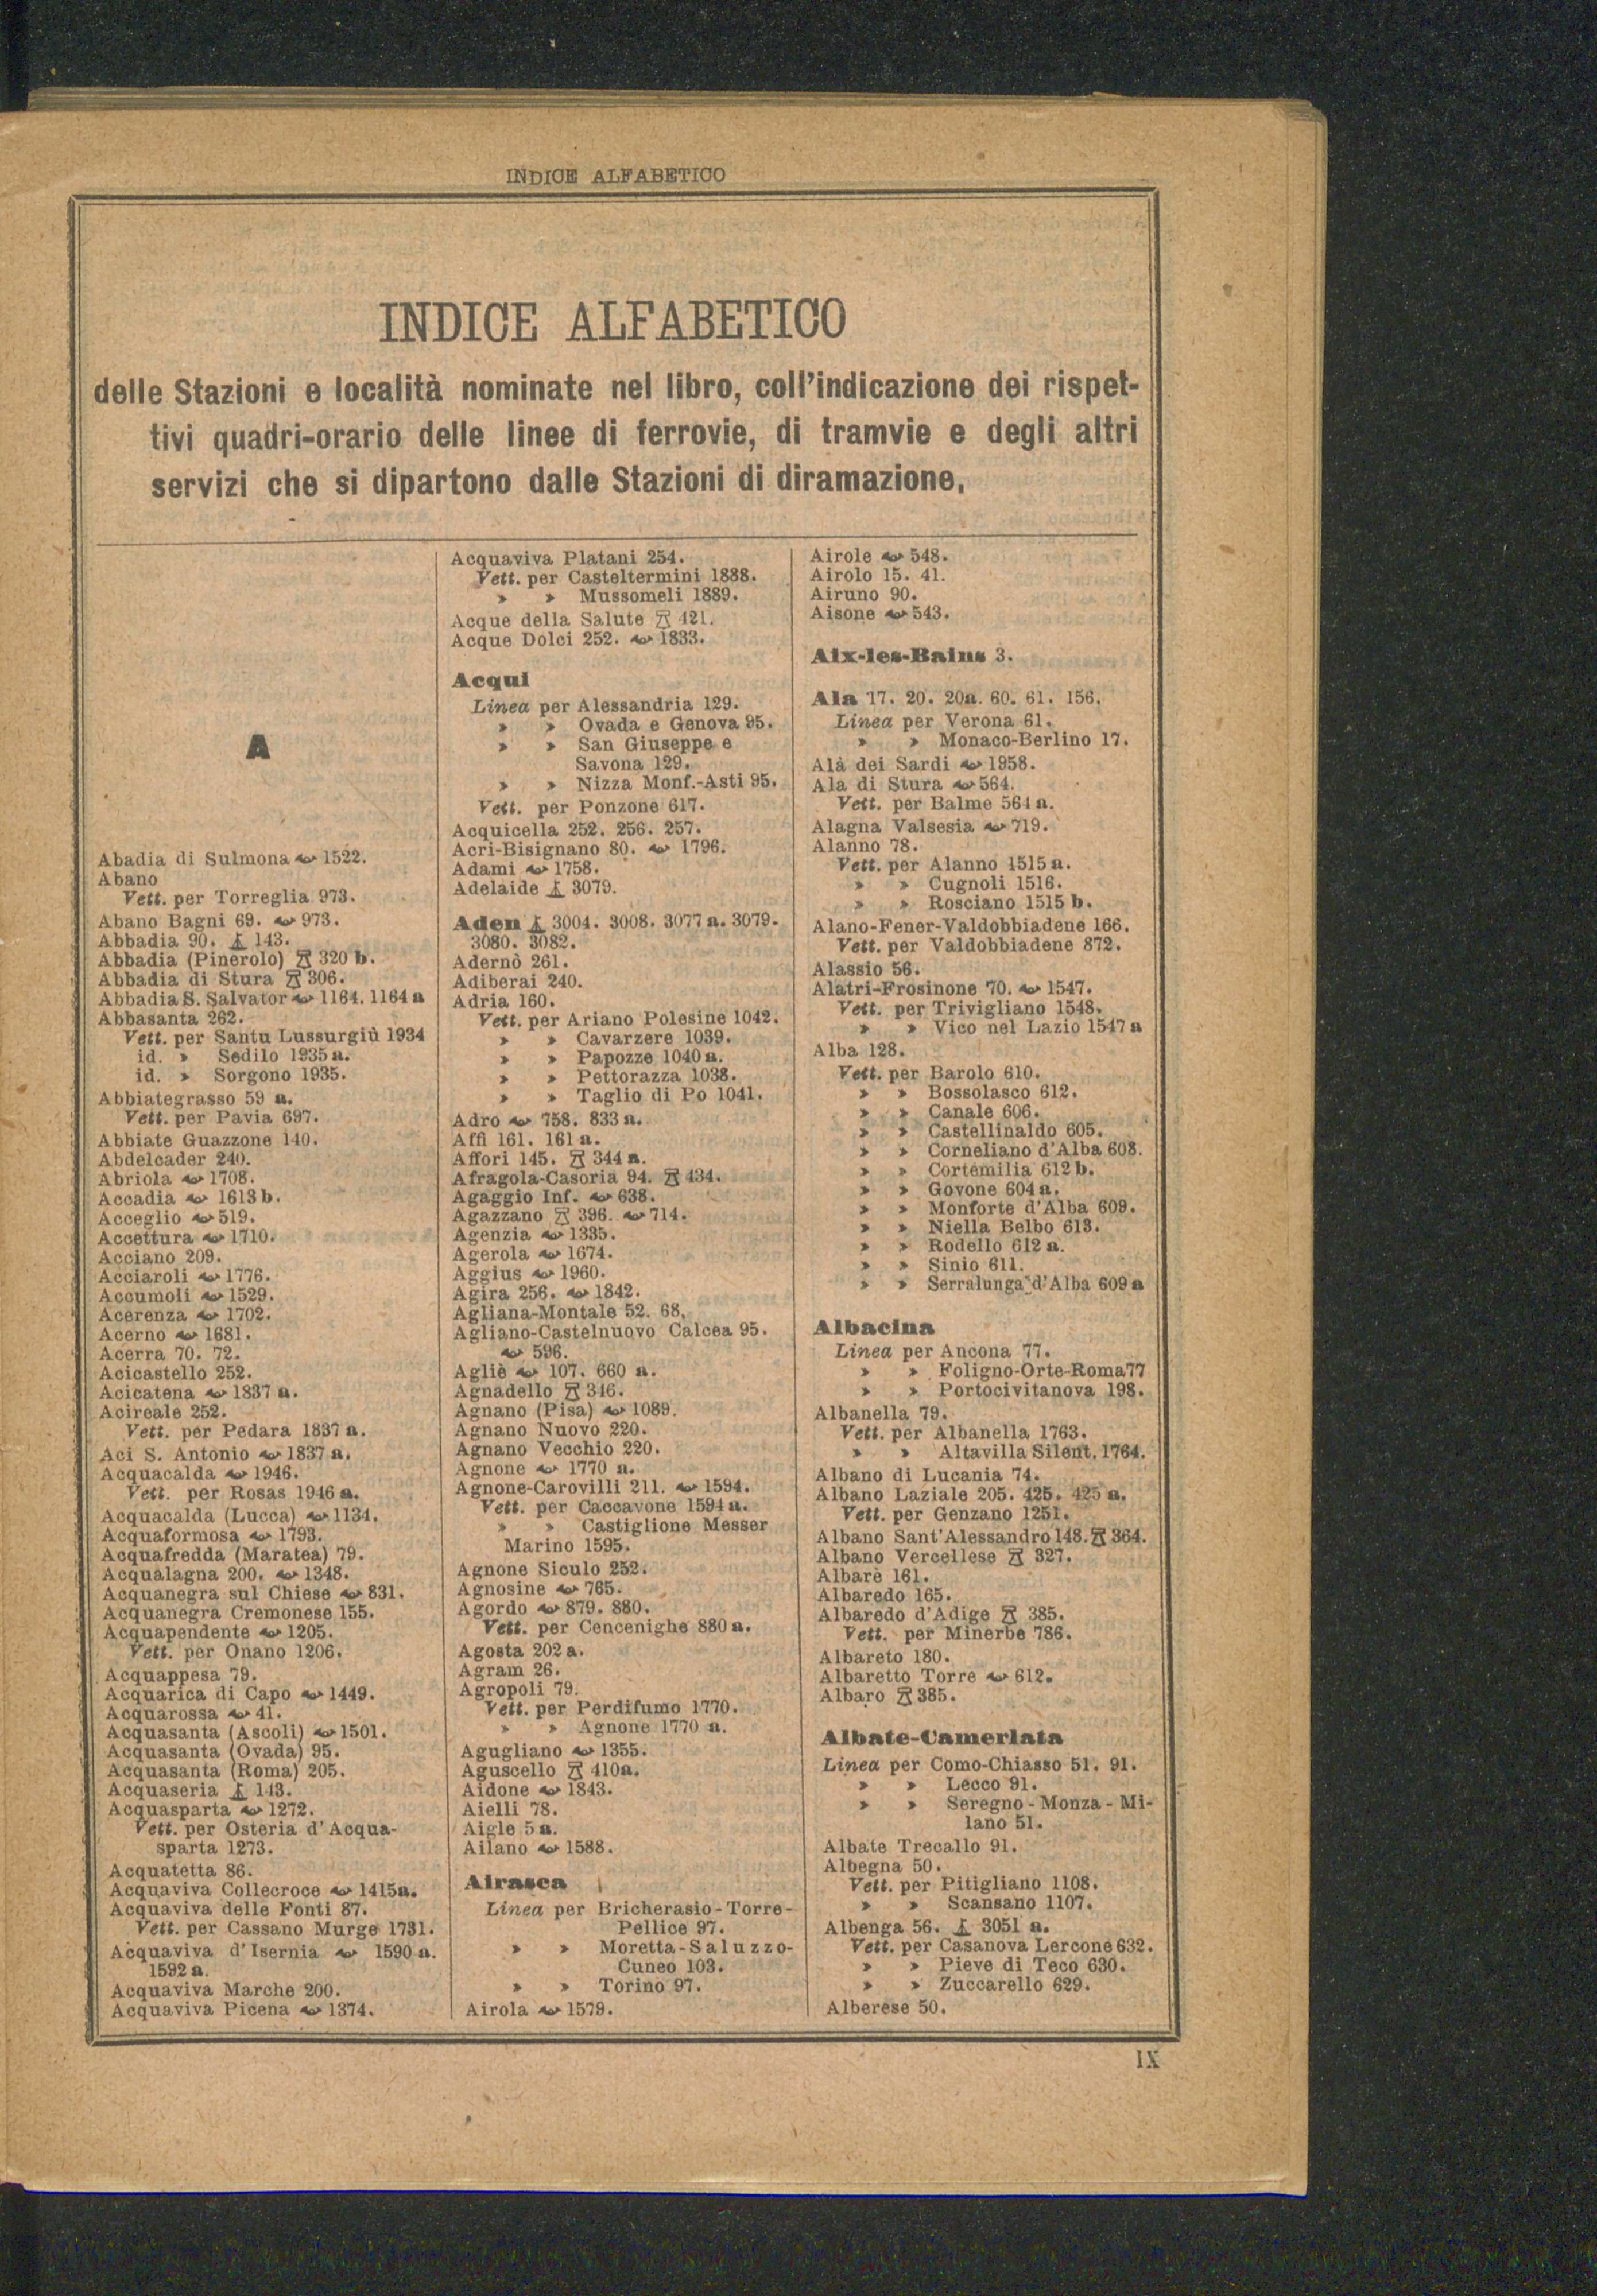 INDICE ALFABETICO
INDICE ALFABETICO
delle Stazioni e località nominate nel libro, coll'indicazione dei rispet-
tivi quadri-orario delle linee di ferrovie, di tramvie e degli altri
servizi che si dipartono dalle Stazioni di diramazione.
A
Abadia di Sulmona 1522.
Abano
Vett. per Torreglia 973.
Abano Bagni 69. 973.
Abbadia 90. 143.
Abbadia (Pinerolo) 320 b.
Abbadia di Stura 306.
Abbadia S. Salvator 1164. 1164 a
Abbasanta 262.
Vett. per Santu Lussurgiù 1934
id. » Sedilo 1935 a.
id. » Sorgono 1935.
Abbiategrasso 59 a.
Vett. per Pavia 697.
Abbiate Guazzone 140.
Abdelcader 240.
Abriola 1708.
Accadia 1613 b.
Acceglio 519.
Accettura 1710.
Acciano 209.
Acciaroli 1776.
Accumoli 1529.
Acerenza 1702.
Acerno 1681.
Acerra 70. 72.
Acicastello 252.
Acicatena 1837 a.
Acireale 252.
Vett. per Pedara 1837 a.
Aci S. Antonio 1837 a.
Acquacalda 1946.
Vett. per Rosas 1946 a.
Acquacalda (Lucca) 1134.
Acquaformosa 1793.
Acquafredda (Maratea) 79.
Acqualagna 200. 1348.
Acquanegra sul Chiese 831.
Acquanegra Cremonese 155.
Acquapendente 1205.
Vett. per Onano 1206.
Acquappesa 79.
Acquarica di Capo 1449.
Acquarossa 41.
Acquasanta (Ascoli) 1501.
Acquasanta (Ovada) 95.
Acquasanta (Roma) 205.
Acquaseria 143.
Acquasparta 1272.
Vett. per Osteria d'Acqua-
sparta 1273.
Acquatetta 86.
Acquaviva Collecroce 1415a.
Acquaviva delle Fonti 87.
Vett. per Cassano Murge 1731.
Acquaviva d'Isernia 1590 a.
1592 a.
Acquaviva Marche 200.
Acquaviva Picena 1374.
Acquaviva Platani 254.
Vett. per Casteltermini 1888.
» » Mussomeli 1889.
Acque della Salute 421.
Acque Dolci 252. 1833.
Acqui
Linea per Alessandria 129.
» » Ovada e Genova 95.
» » San Giuseppe e
Savona 129.
» » Nizza Monf.-Asti 95.
Vett. per Ponzone 617.
Acquicella 252. 256. 257.
Acri-Bisignano 80. 1796.
Adami 1758.
Adelaide 3079.
Aden 3004. 3008. 3077 a. 3079.
3080. 3082.
Adernò 261.
Adiberai 240.
Adria 160.
Vett. per Ariano Polesine 1042.
» » Cavarzere 1039.
» » Papozze 1040 a.
» » Pettorazza 1038.
» » Taglio di Po 1041.
Adro 758. 833 a.
Affi 161. 161 a.
Affori 145. 344 a.
Afragola-Casoria 94. 434.
Agaggio Inf. 638.
Agazzano 396. 714.
Agenzia 1335.
Agerola 1674.
Aggius 1960.
Agira 256. 1842.
Agliana-Montale 52. 68.
Agliano-Castelnuovo Calcea 95.
596.
Agliè 107. 660 a.
Agnadello 346.
Agnano (Pisa) 1089.
Agnano Nuovo 220.
Agnano Vecchio 220.
Agnone 1770 a.
Agnone-Carovilli 211. 1594.
Vett. per Caccavone 1594 a.
» » Castiglione Messer
Marino 1595.
Agnone Siculo 252.
Agnosine 765.
Agordo 879. 880.
Vett. per Cencenighe 880 a.
Agosta 202 a.
Agram 26.
Agropoli 79.
Vett. per Perdifumo 1770.
» » Agnone 1770 a.
Agugliano 1355.
Aguscello 410a.
Aidone 1843.
Aielli 78.
Aigle 5 a.
Ailano 1588.
Airasca
Linea per Bricherasio-Torre-
Pellice 97.
» » Moretta-Saluzzo-
Cuneo 103.
» » Torino 97.
Airola 1579.
Airole 548.
Airolo 15. 41.
Airuno 90.
Aisone 543.
Aix-les-Bains 3.
Ala 17. 20. 20a. 60. 61. 156.
Linea per Verona 61.
» » Monaco-Berlino 17.
Alà dei Sardi 1958.
Ala di Stura 564.
Vett. per Balme 564 a.
Alagna Valsesia 719.
Alanno 78.
Vett. per Alanno 1515 a.
» » Cugnoli 1516.
» » Rosciano 1515 b.
Alano-Fener-Valdobbiadene 166.
Vett. per Valdobbiadene 872.
Alassio 56.
Alatri-Frosinone 70. 1547.
Vett. per Trivigliano 1548.
» » Vico nel Lazio 1547 a
Alba 128.
Vett. per Barolo 610.
» » Bossolasco 612.
» » Canale 606.
» » Castellinaldo 605.
» » Corneliano d'Alba 608.
» » Cortemilia 612 b.
» » Govone 604 a.
» » Monforte d'Alba 609.
» » Niella Belbo 613.
» » Rodello 612 a.
» » Sinio 611.
» » Serralunga d'Alba 609 a
Albacina
Linea per Ancona 77.
» » Foligno-Orte-Roma 77
» » Portocivitanova 198.
Albanella 79.
Vett. per Albanella 1763.
» » Altavilla Silent. 1764.
Albano di Lucania 74.
Albano Laziale 205. 425. 425 a.
Vett. per Genzano 1251.
Albano Sant'Alessandro 148. 364.
Albano Vercellese 327.
Albarè 161.
Albaredo 165.
Albaredo d'Adige 385.
Vett. per Minerbe 786.
Albareto 180.
Albaretto Torre 612.
Albaro 385.
Albate-Camerlata
Linea per Como-Chiasso 51. 91.
» » Lecco 91.
» » Seregno - Monza - Mi-
lano 51.
Albate Trecallo 91.
Albegna 50.
Vett. per Pitigliano 1108.
» » Scansano 1107.
Albenga 56. 3051 a.
Vett. per Casanova Lercone 632.
» » Pieve di Teco 630.
» » Zuccarello 629.
Alberese 50.
IX